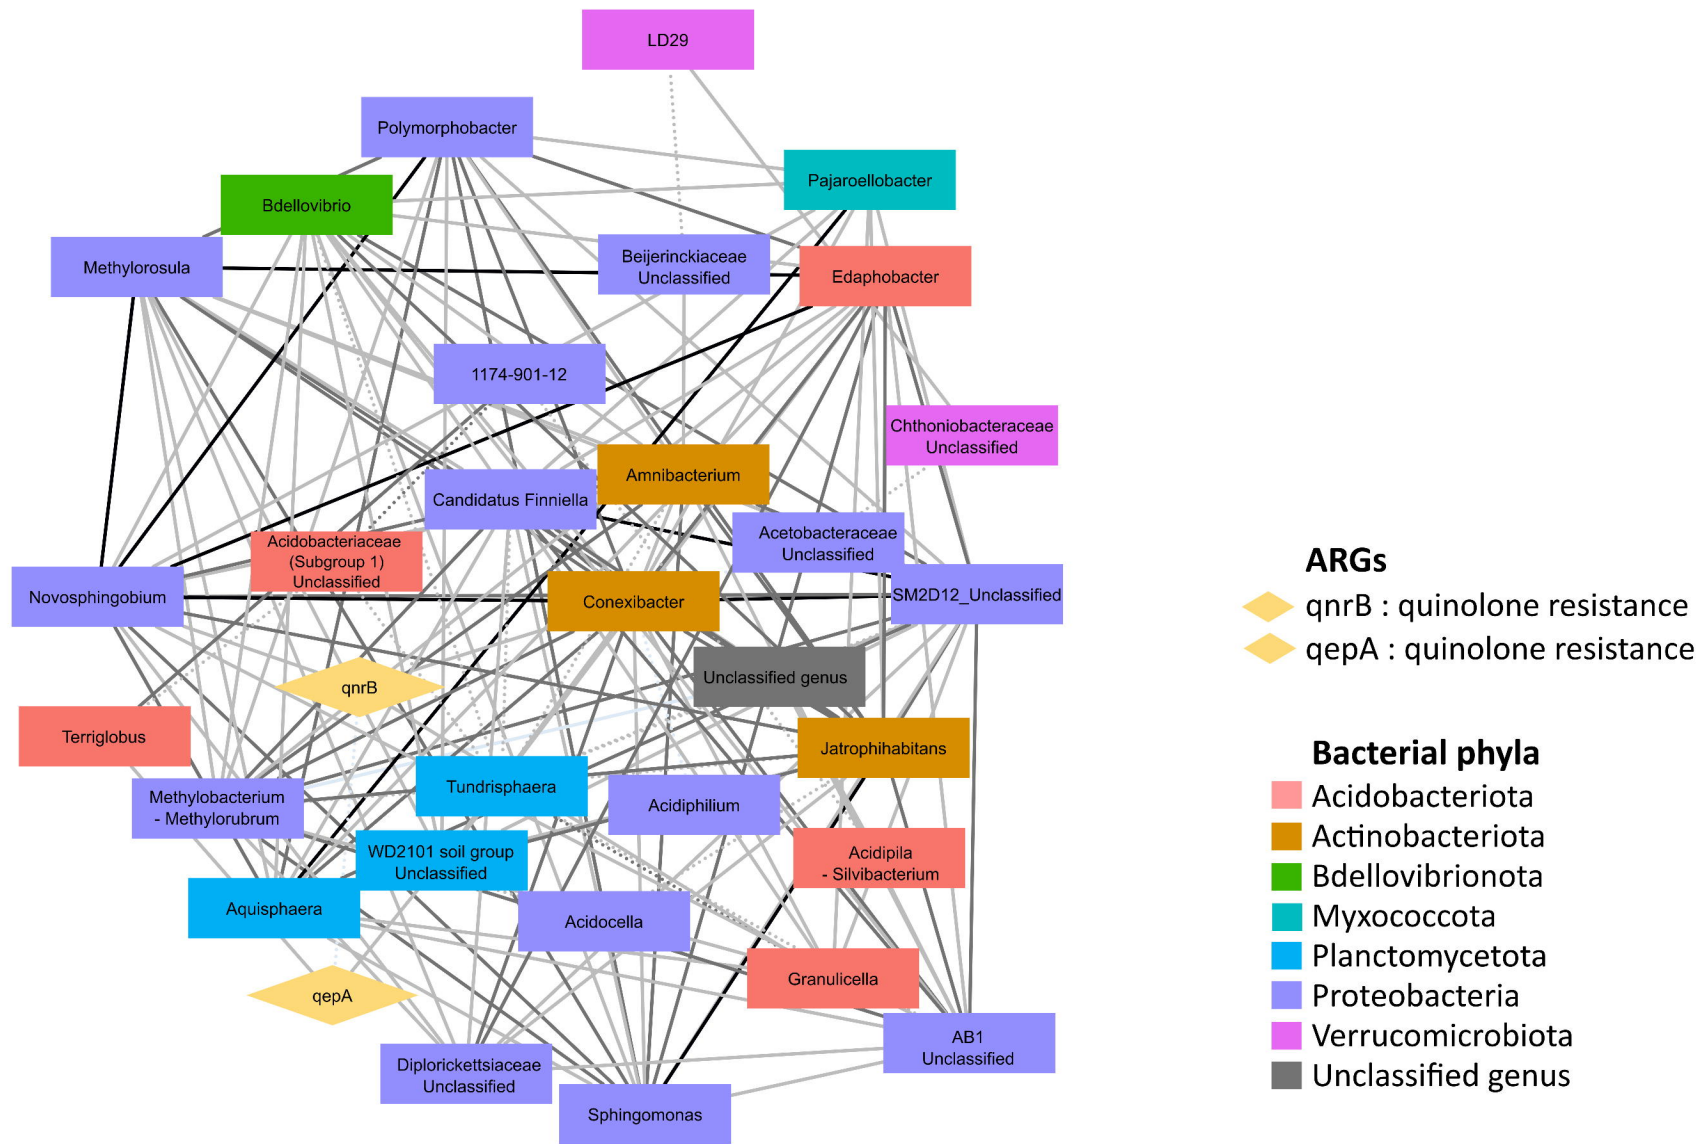 LD29
Polymorphobacter
Pajaroellobacter
Bdellovibrio
Methylorosula
Beijerinckiaceae
Unclassified
Edaphobacter
1174-901-12
Chthoniobacteraceae
Unclassified
Amnibacterium
Candidatus Finniella
Acetobacteraceae
Unclassified
Acidobacteriaceae
(Subgroup 1)
Unclassified
Novosphingobium
Conexibacter
SM2D12_Unclassified
Unclassified genus
qnrB
Terriglobus
Jatrophihabitans
Tundrisphaera
Methylobacterium
- Methylorubrum
Acidiphilium
WD2101 soil group
Unclassified
Acidipila
- Silvibacterium
Aquisphaera
Acidocella
Granulicella
qepA
AB1
Unclassified
Diplorickettsiaceae
Unclassified
Sphingomonas
ARGs
qnrB : quinolone resistance
qepA : quinolone resistance
Bacterial phyla
Acidobacteriota
Actinobacteriota
Bdellovibrionota
Myxococcota
Planctomycetota
Proteobacteria
Verrucomicrobiota
Unclassified genus